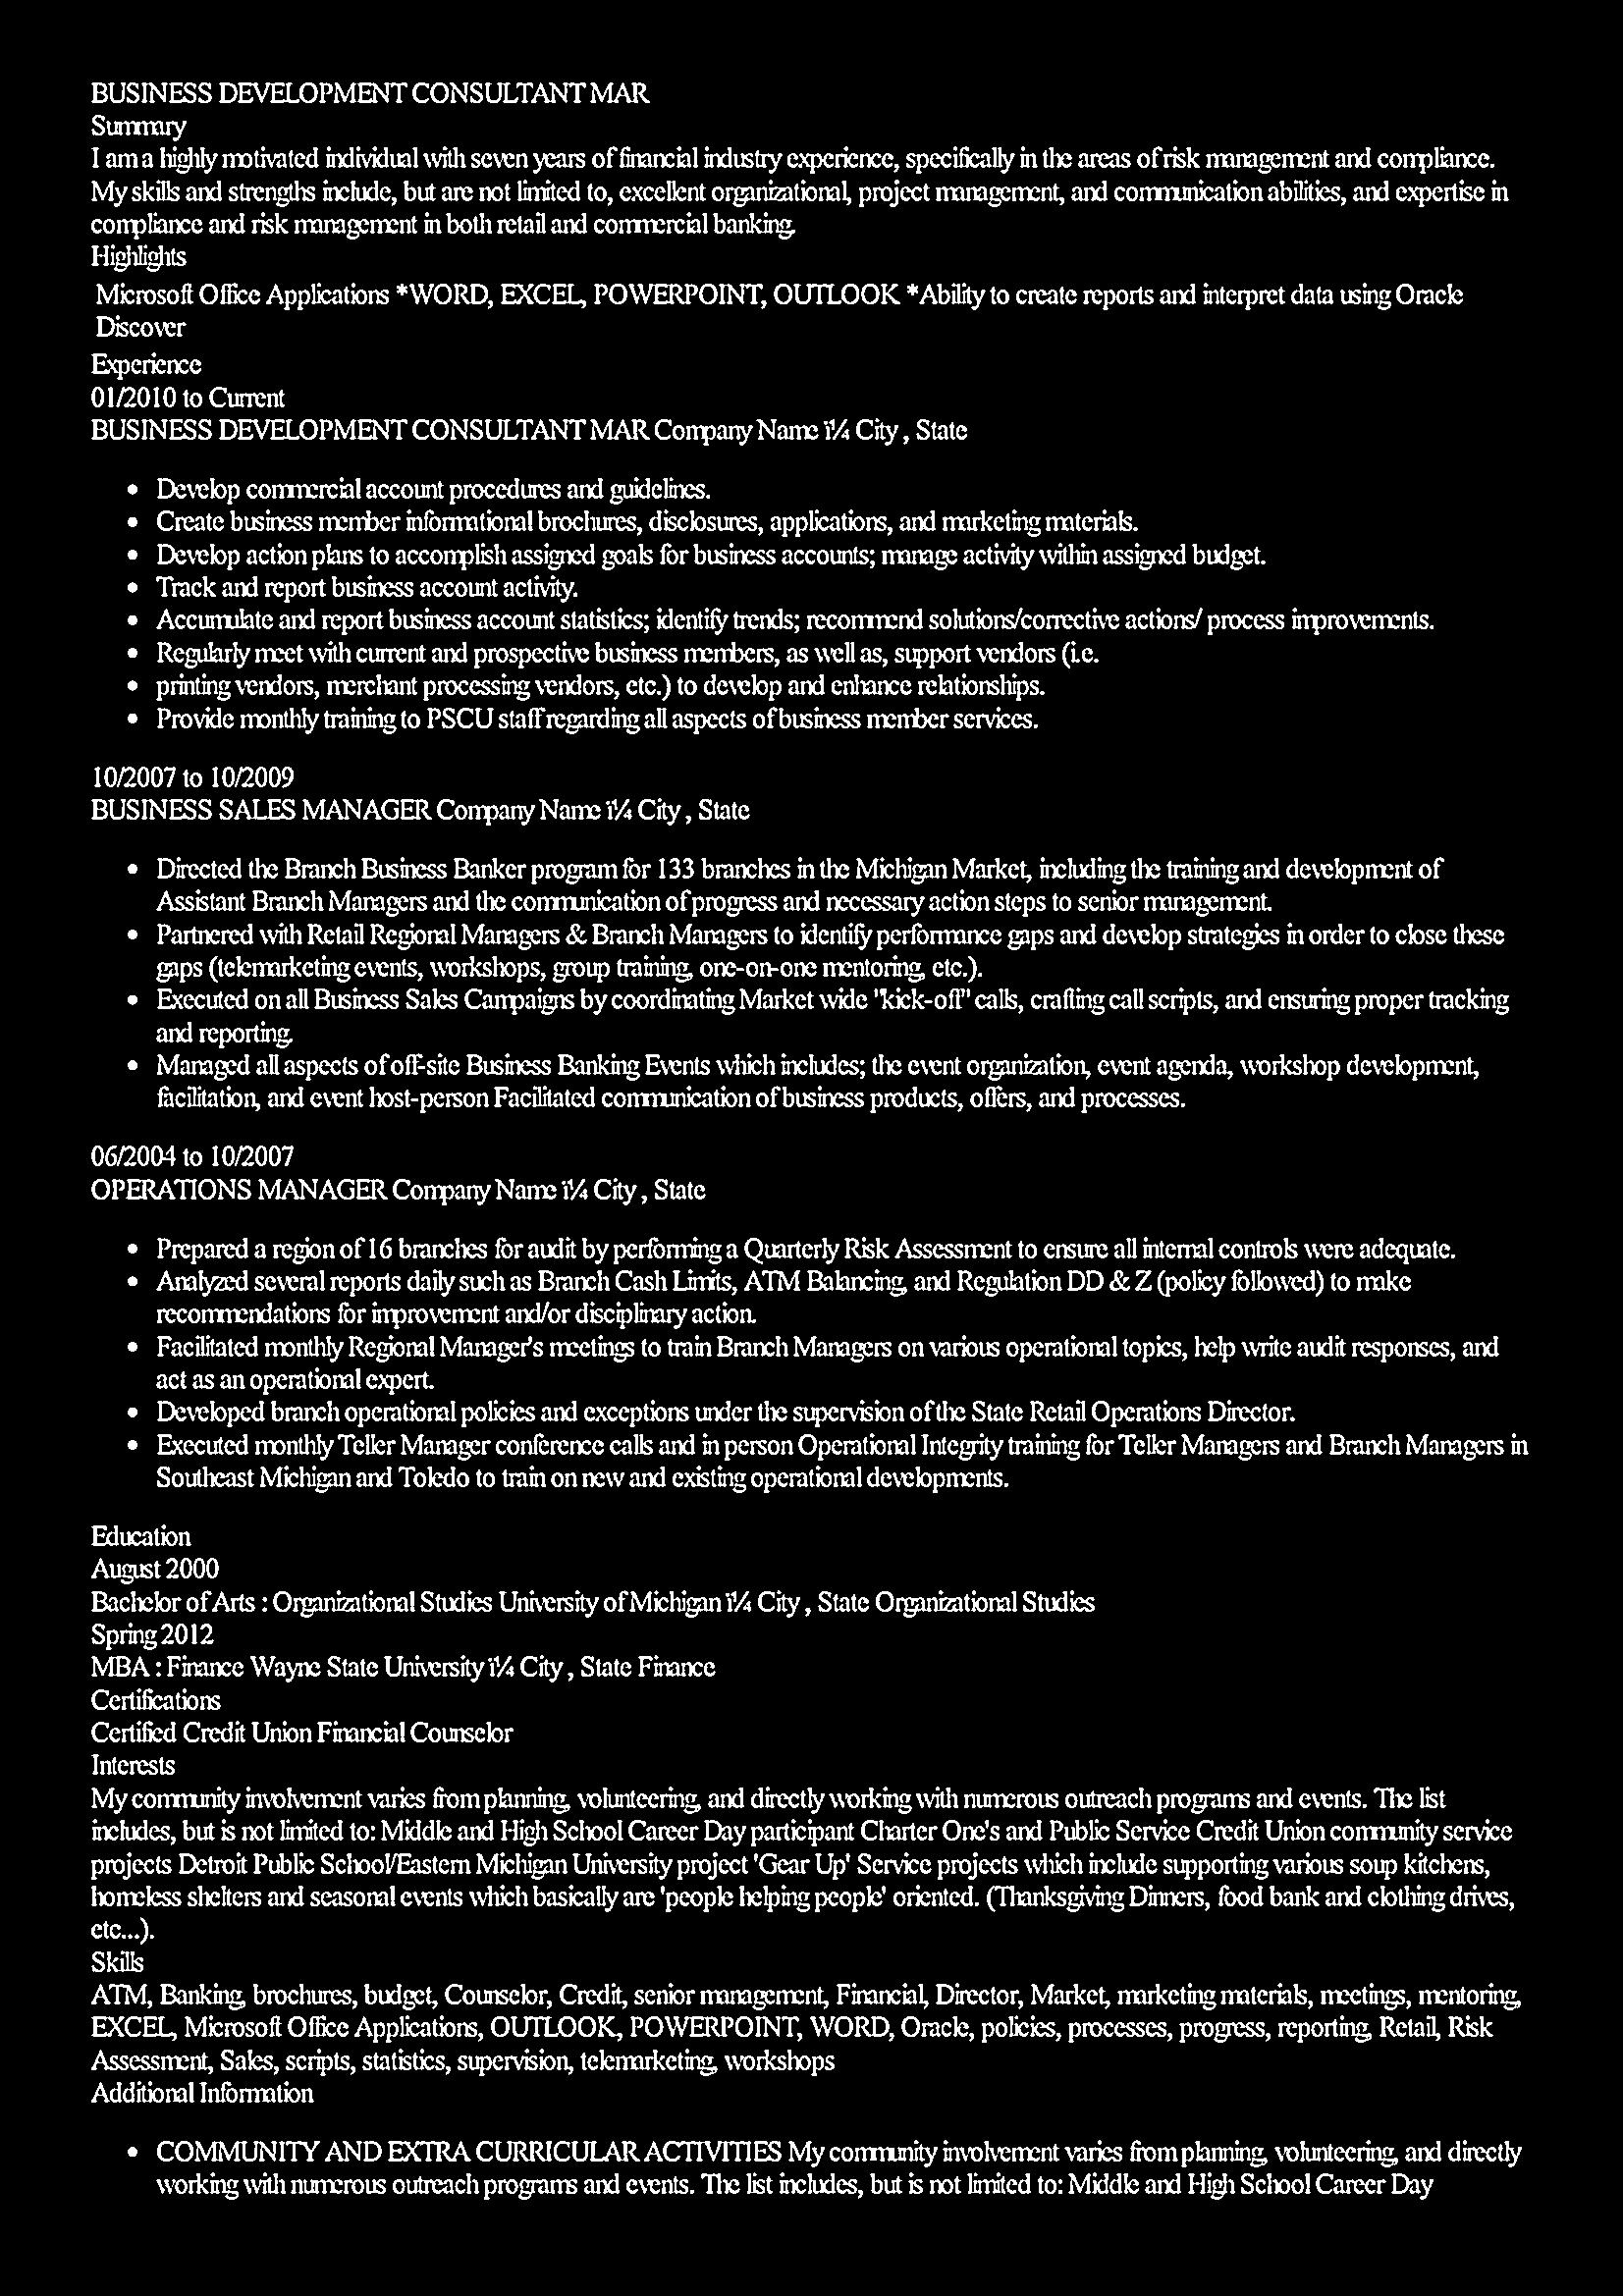 BUSINESS DEVELOPMENT CONSULTANT MAR
Summary
I am a highly motivated individual with seven years of financial industry experience, specifically in the areas of risk management and compliance.
My skills and strengths include, but are not limited to, excellent organizational, project management, and communication abilities, and expertise in
compliance and risk management in both retail and commercial banking.
Highlights
Microsoft Office Applications *WORD, EXCEL, POWERPOINT, OUTLOOK *Ability to create reports and interpret data using Oracle
Discover
Experience
01/2010 to Current
BUSINESS DEVELOPMENT CONSULTANT MAR Company Name ï¼ City , State
• Develop commercial account procedures and guidelines.
• Create business member informational brochures, disclosures, applications, and marketing materials.
• Develop action plans to accomplish assigned goals for business accounts; manage activity within assigned budget.
• Track and report business account activity.
• Accumulate and report business account statistics; identify trends; recommend solutions/corrective actions/ process improvements.
• Regularly meet with current and prospective business members, as well as, support vendors (i.e.
• printing vendors, merchant processing vendors, etc.) to develop and enhance relationships.
• Provide monthly training to PSCU staff regarding all aspects of business member services.
10/2007 to 10/2009
BUSINESS SALES MANAGER Company Name ï¼ City , State
• Directed the Branch Business Banker program for 133 branches in the Michigan Market, including the training and development of
Assistant Branch Managers and the communication of progress and necessary action steps to senior management.
• Partnered with Retail Regional Managers & Branch Managers to identify performance gaps and develop strategies in order to close these
gaps (telemarketing events, workshops, group training, one-on-one mentoring, etc.).
• Executed on all Business Sales Campaigns by coordinating Market wide "kick-off" calls, crafting call scripts, and ensuring proper tracking
and reporting.
• Managed all aspects of off-site Business Banking Events which includes; the event organization, event agenda, workshop development,
facilitation, and event host-person Facilitated communication of business products, offers, and processes.
06/2004 to 10/2007
OPERATIONS MANAGER Company Name ï¼ City , State
• Prepared a region of 16 branches for audit by performing a Quarterly Risk Assessment to ensure all internal controls were adequate.
• Analyzed several reports daily such as Branch Cash Limits, ATM Balancing, and Regulation DD & Z (policy followed) to make
recommendations for improvement and/or disciplinary action.
• Facilitated monthly Regional Manager's meetings to train Branch Managers on various operational topics, help write audit responses, and
act as an operational expert.
• Developed branch operational policies and exceptions under the supervision of the State Retail Operations Director.
• Executed monthly Teller Manager conference calls and in person Operational Integrity training for Teller Managers and Branch Managers in
Southeast Michigan and Toledo to train on new and existing operational developments.
Education
August 2000
Bachelor of Arts : Organizational Studies University of Michigan ï¼ City , State Organizational Studies
Spring 2012
MBA : Finance Wayne State University ï¼ City , State Finance
Certifications
Certified Credit Union Financial Counselor
Interests
My community involvement varies from planning, volunteering, and directly working with numerous outreach programs and events. The list
includes, but is not limited to: Middle and High School Career Day participant Charter One's and Public Service Credit Union community service
projects Detroit Public School/Eastern Michigan University project 'Gear Up' Service projects which include supporting various soup kitchens,
homeless shelters and seasonal events which basically are 'people helping people' oriented. (Thanksgiving Dinners, food bank and clothing drives,
etc...).
Skills
ATM, Banking, brochures, budget, Counselor, Credit, senior management, Financial, Director, Market, marketing materials, meetings, mentoring,
EXCEL, Microsoft Office Applications, OUTLOOK, POWERPOINT, WORD, Oracle, policies, processes, progress, reporting, Retail, Risk
Assessment, Sales, scripts, statistics, supervision, telemarketing, workshops
Additional Information
• COMMUNITY AND EXTRA CURRICULAR ACTIVITIES My community involvement varies from planning, volunteering, and directly
working with numerous outreach programs and events. The list includes, but is not limited to: Middle and High School Career Day